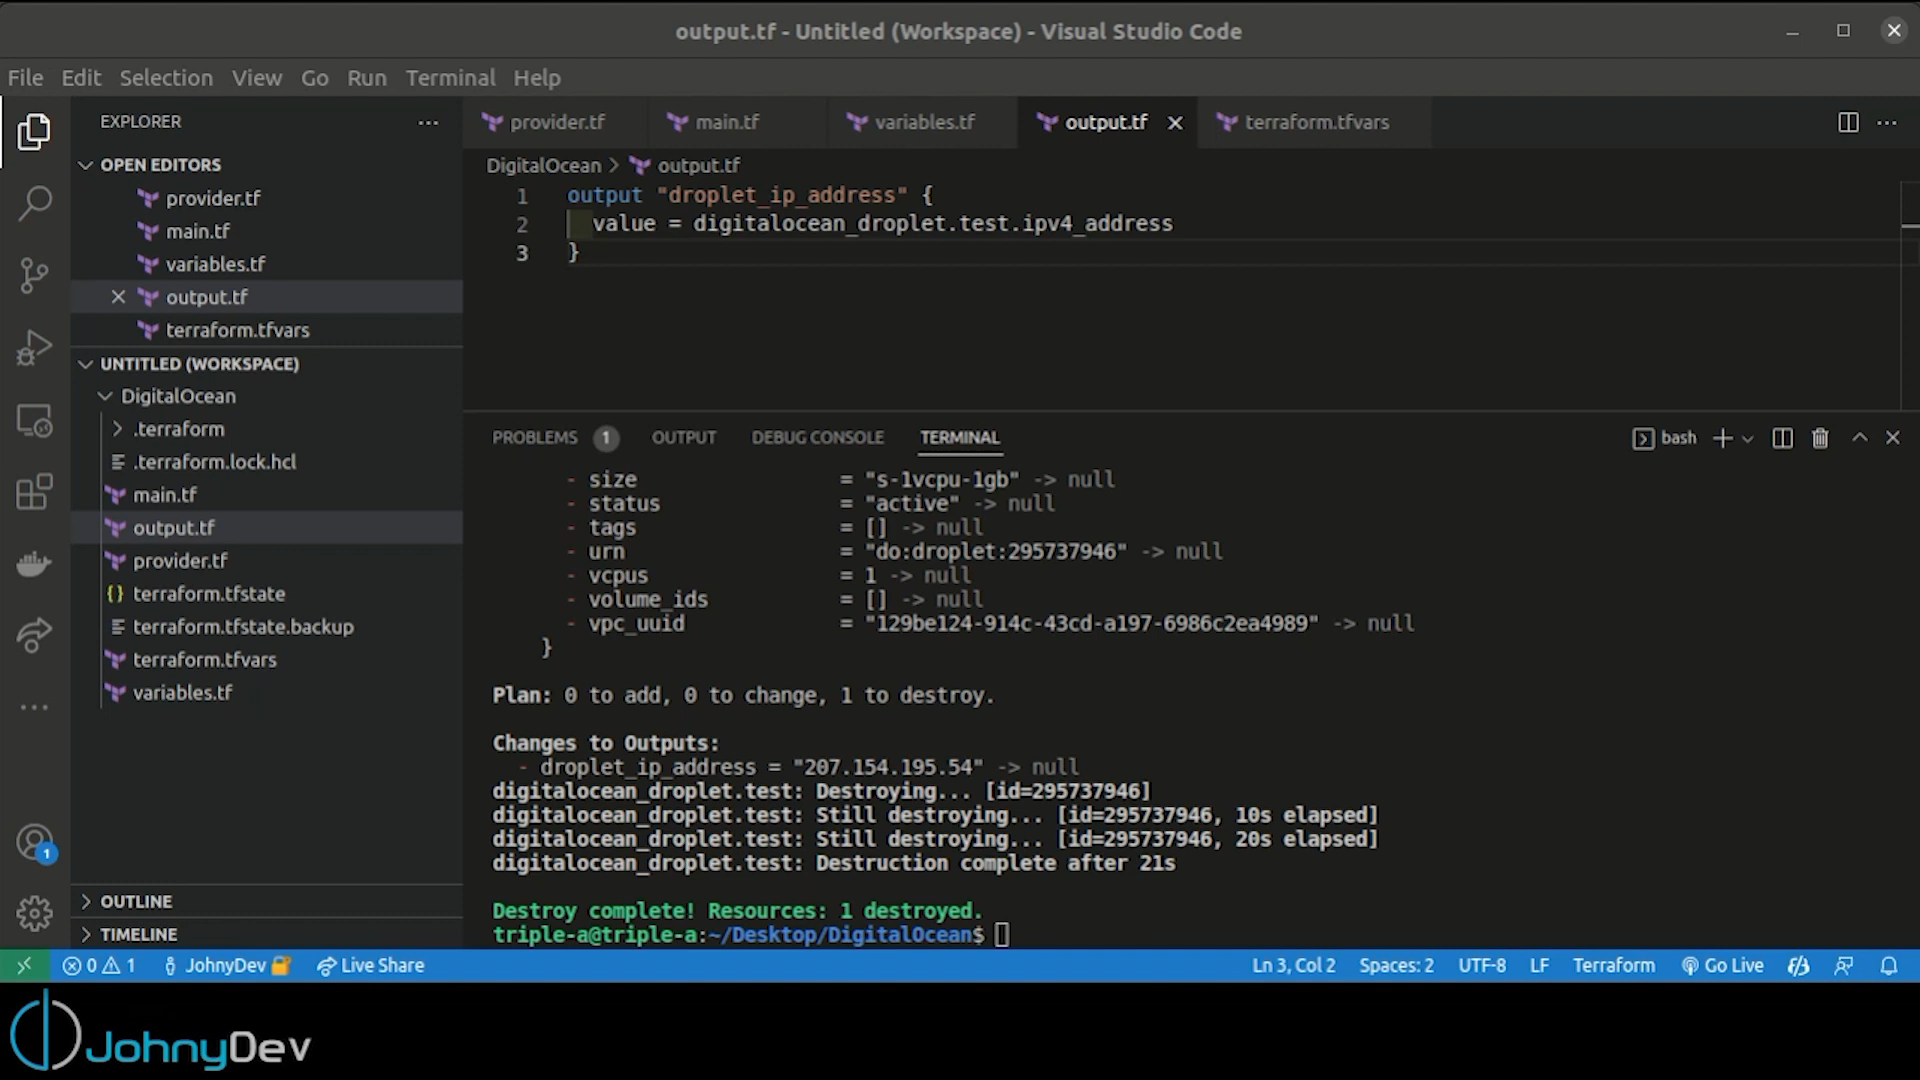 output.tf - Untitled (Workspace) - Visual Studio Code
File Edit Selection View Go Run Terminal Help
EXPLORER
OPEN EDITORS
provider.tf
main.tf
variables.tf
output.tf
terraform.tfvars
UNTITLED (WORKSPACE)
DigitalOcean
.terraform
.terraform.lock.hcl
main.tf
output.tf
provider.tf
terraform.tfstate
terraform.tfstate.backup
terraform.tfvars
variables.tf
OUTLINE
TIMELINE
1
provider.tf main.tf variables.tf output.tf terraform.tfvars
DigitalOcean > output.tf
1 output "droplet_ip_address" {
2 value = digitalocean_droplet.test.ipv4_address
3 }
PROBLEMS 1 OUTPUT DEBUG CONSOLE TERMINAL bash
- size = "s-1vcpu-1gb" -> null
- status = "active" -> null
- tags = [] -> null
- urn = "do:droplet:295737946" -> null
- vcpus = 1 -> null
- volume_ids = [] -> null
- vpc_uuid = "129be124-914c-43cd-a197-6986c2ea4989" -> null
}
Plan: 0 to add, 0 to change, 1 to destroy.
Changes to Outputs:
- droplet_ip_address = "207.154.195.54" -> null
digitalocean_droplet.test: Destroying... [id=295737946]
digitalocean_droplet.test: Still destroying... [id=295737946, 10s elapsed]
digitalocean_droplet.test: Still destroying... [id=295737946, 20s elapsed]
digitalocean_droplet.test: Destruction complete after 21s
Destroy complete! Resources: 1 destroyed.
triple-a@triple-a:~/Desktop/DigitalOcean$
0 1 JohnyDev Live Share Ln 3, Col 2 Spaces: 2 UTF-8 LF Terraform Go Live
JohnyDev